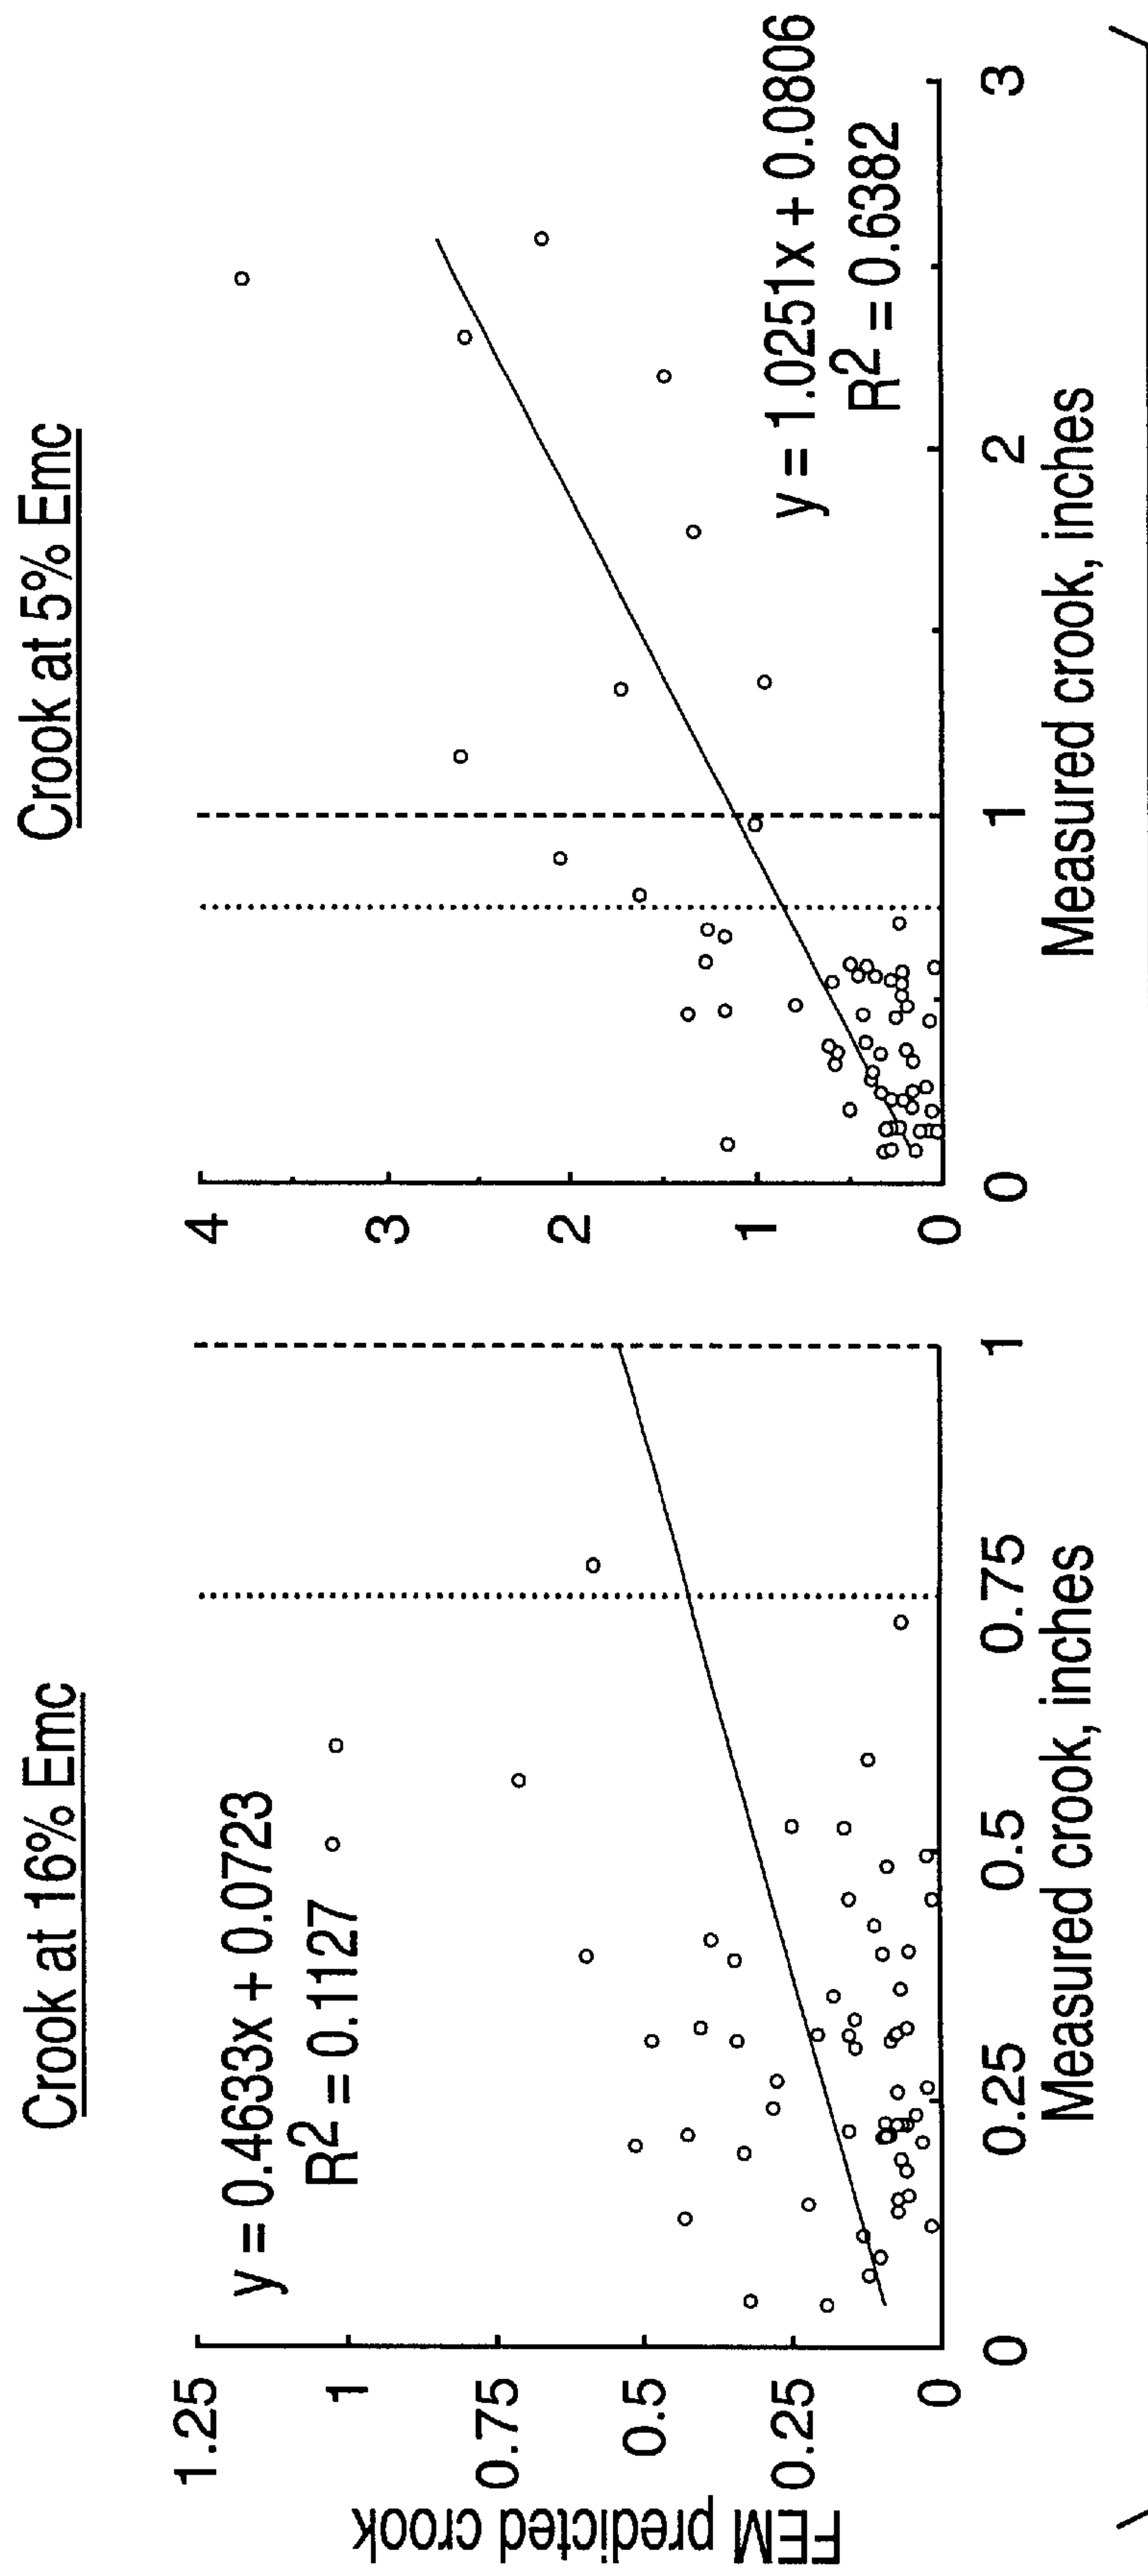 Crook at 16% Emc
y = 0.4633x + 0.0723
R2 = 0.1127
FEM predicted crook
1.25
1
0.75
0.5
0.25
0
0
0.25
0.5
0.75
1
Measured crook, inches
Crook at 5% Emc
4
3
2
1
0
y = 1.0251x + 0.0806
R2 = 0.6382
0
1
2
3
Measured crook, inches